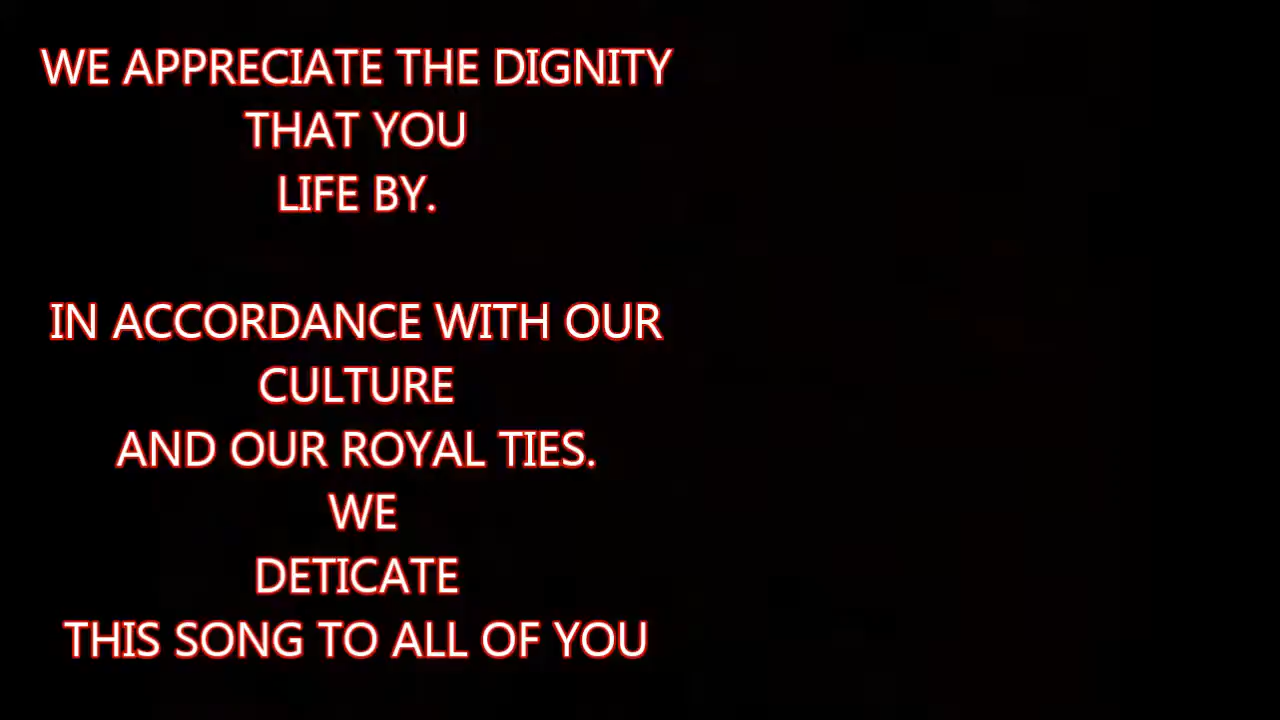 WE APPRECIATE THE DIGNITY
THAT YOU
LIFE BY.
IN ACCORDANCE WITH OUR
CULTURE
AND OUR ROYAL TIES.
WE
DETICATE
THIS SONG TO ALL OF YOU